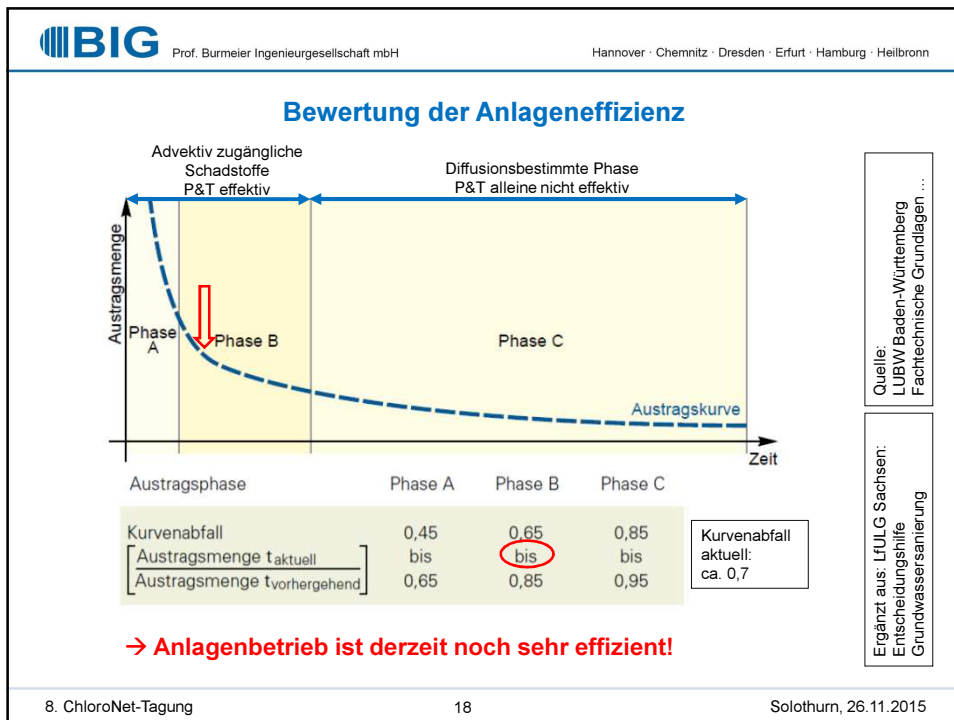 BIG Prof. Burmeier Ingenieurgesellschaft mbH
Hannover · Chemnitz · Dresden · Erfurt · Hamburg · Heilbronn
Bewertung der Anlageneffizienz
Advektiv zugängliche
Schadstoffe
P&T effektiv
Diffusionsbestimmte Phase
P&T alleine nicht effektiv
Austragsmenge
Phase
A
Phase B
Phase C
Austragskurve
Zeit
Austragsphase Phase A Phase B Phase C
Kurvenabfall 0,45 0,65 0,85
Austragsmenge t aktuell bis bis bis
Austragsmenge t vorhergehend 0,65 0,85 0,95
Kurvenabfall
aktuell:
ca. 0,7
Quelle:
LUBW Baden-Württemberg
Fachtechnische Grundlagen ...
Ergänzt aus: LfULG Sachsen:
Entscheidungshilfe
Grundwassersanierung
→ Anlagenbetrieb ist derzeit noch sehr effizient!
8. ChloroNet-Tagung
18
Solothurn, 26.11.2015